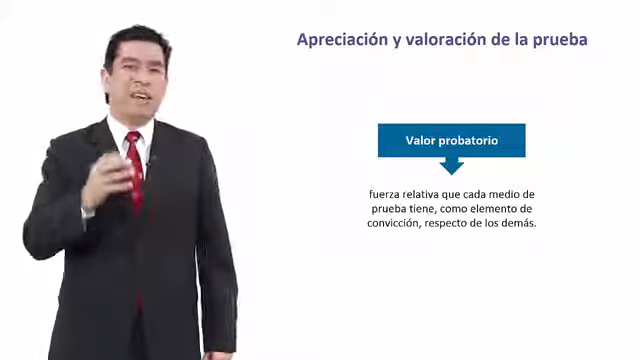 Apreciación y valoración de la prueba
Valor probatorio
fuerza relativa que cada medio de
prueba tiene, como elemento de
convicción, respecto de los demás.